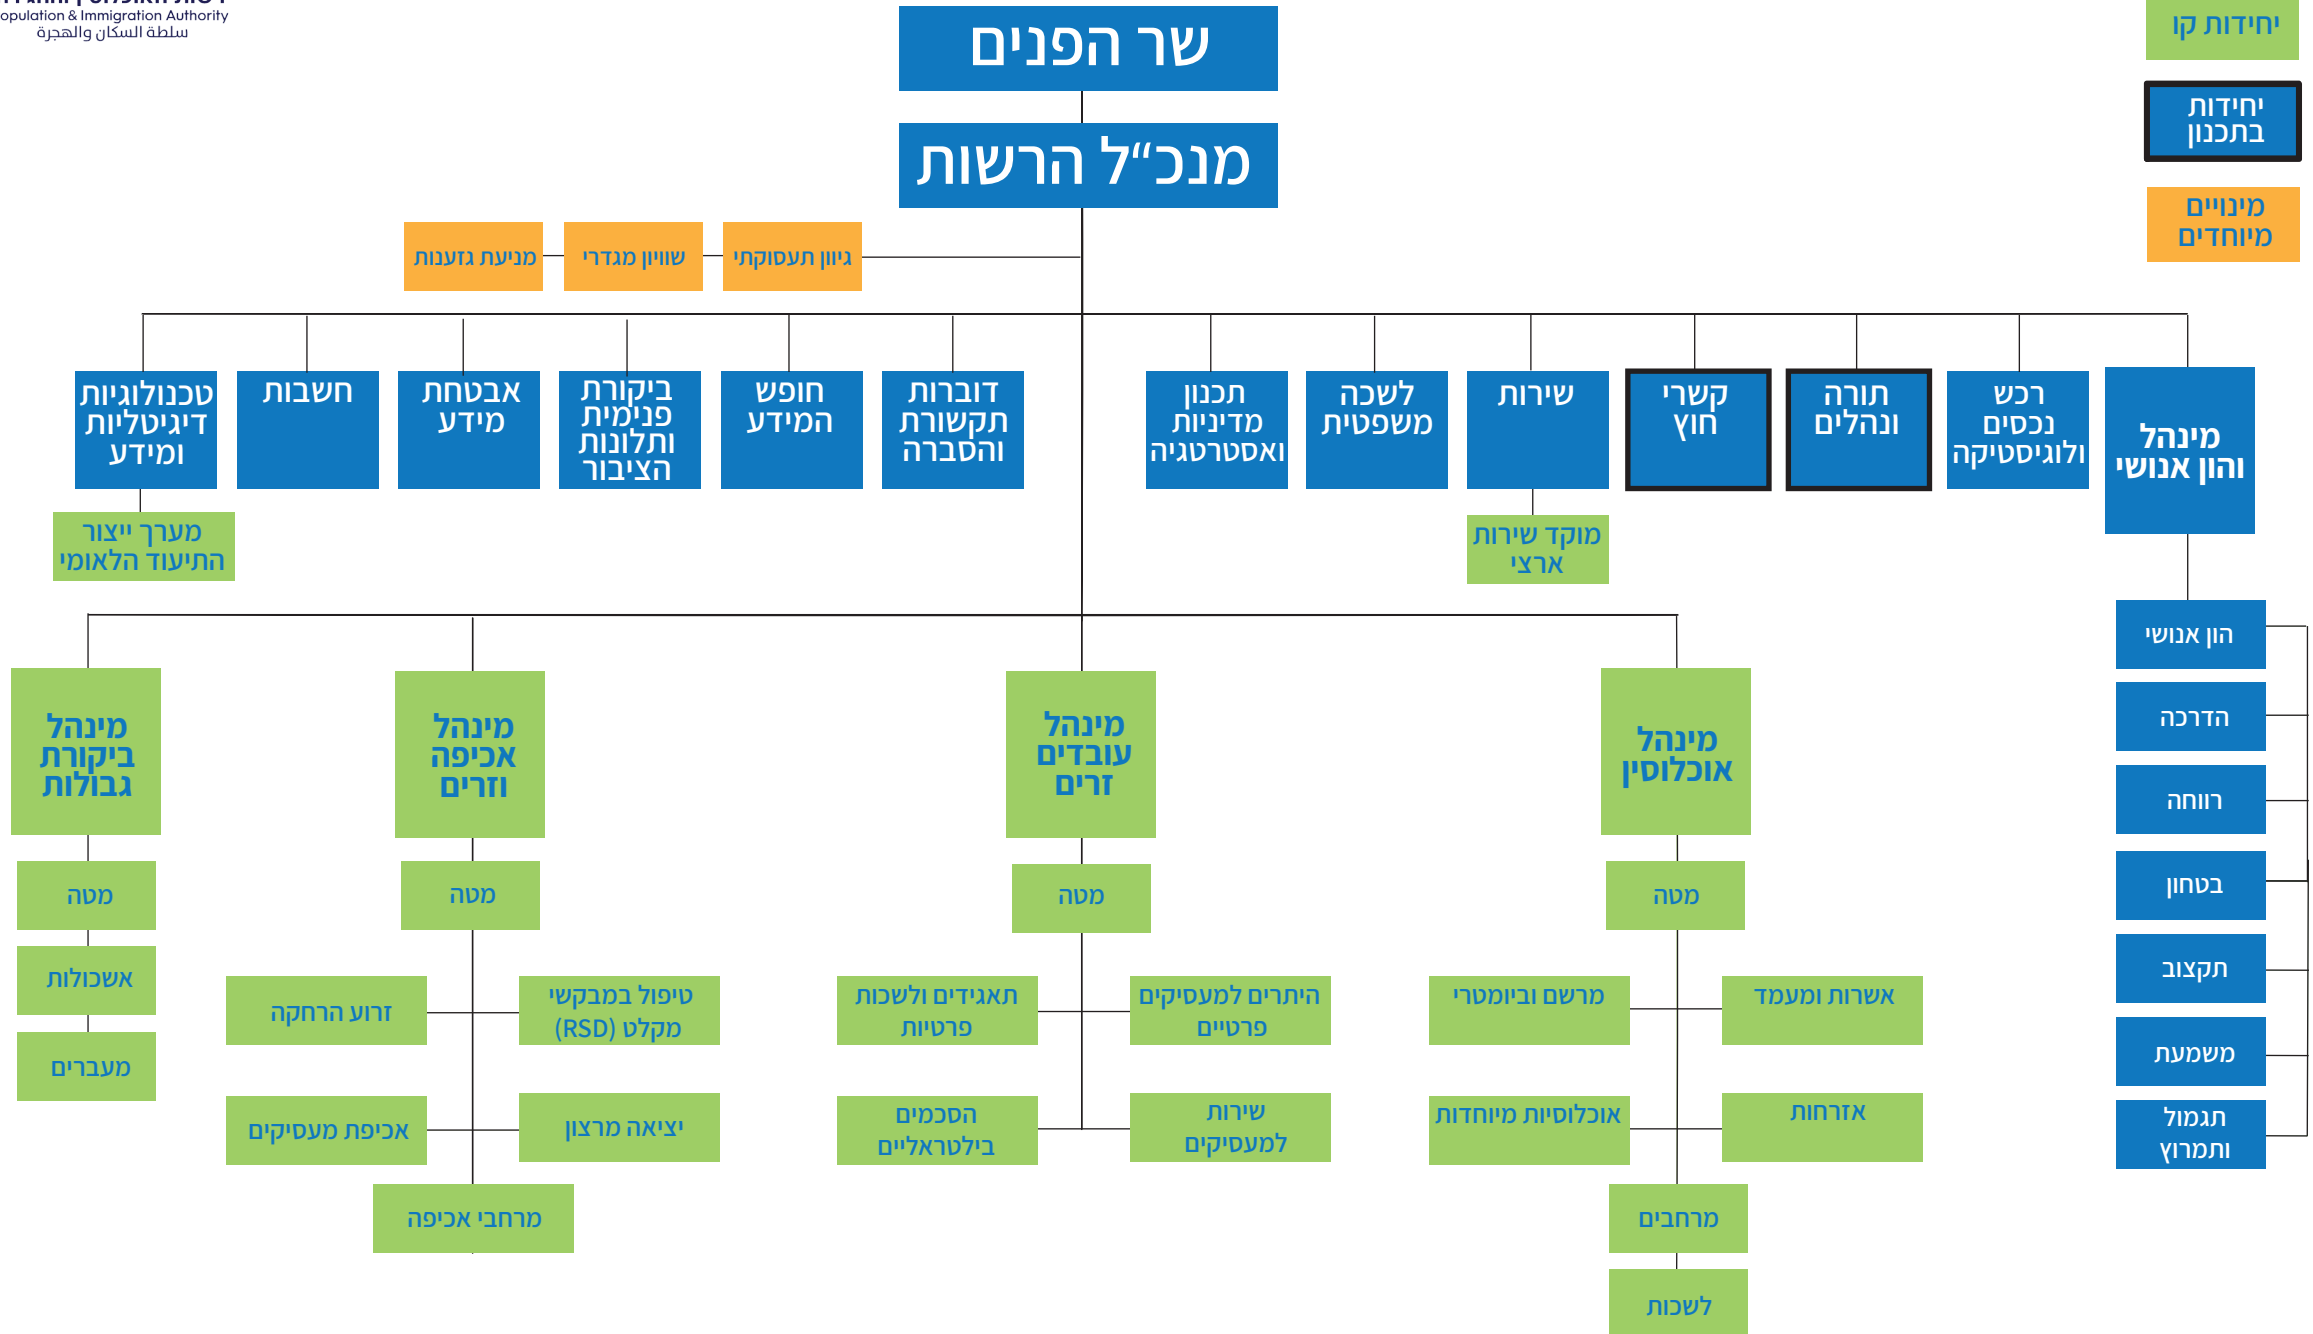 opulation & Immigration Authority
سلطة السكان والهجرة
יחידות קו
יחידות
בתכנון
מינויים
מיוחדים
שר הפנים
מנכ“ל הרשות
גיוון תעסוקתי
שוויון מגדרי
מניעת גזענות
מינהל
והון אנושי
רכש
נכסים
ולוגיסטיקה
תורה
ונהלים
קשרי
חוץ
שירות
לשכה
משפטית
תכנון
מדיניות
ואסטרטגיה
דוברות
תקשורת
והסברה
חופש
המידע
ביקורת
פנימית
ותלונות
הציבור
אבטחת
מידע
חשבות
טכנולוגיות
דיגיטליות
ומידע
מוקד שירות
ארצי
מערך ייצור
התיעוד הלאומי
הון אנושי
הדרכה
רווחה
בטחון
תקצוב
משמעת
תגמול
ותמרוץ
מינהל
אוכלוסין
מטה
אשרות ומעמד
מרשם וביומטרי
אזרחות
אוכלוסיות מיוחדות
מרחבים
לשכות
מינהל
עובדים
זרים
מטה
היתרים למעסיקים
פרטיים
תאגידים ולשכות
פרטיות
שירות
למעסיקים
הסכמים
בילטראליים
מינהל
אכיפה
וזרים
מטה
טיפול במבקשי
מקלט (RSD)
זרוע הרחקה
יציאה מרצון
אכיפת מעסיקים
מרחבי אכיפה
מינהל
ביקורת
גבולות
מטה
אשכולות
מעברים